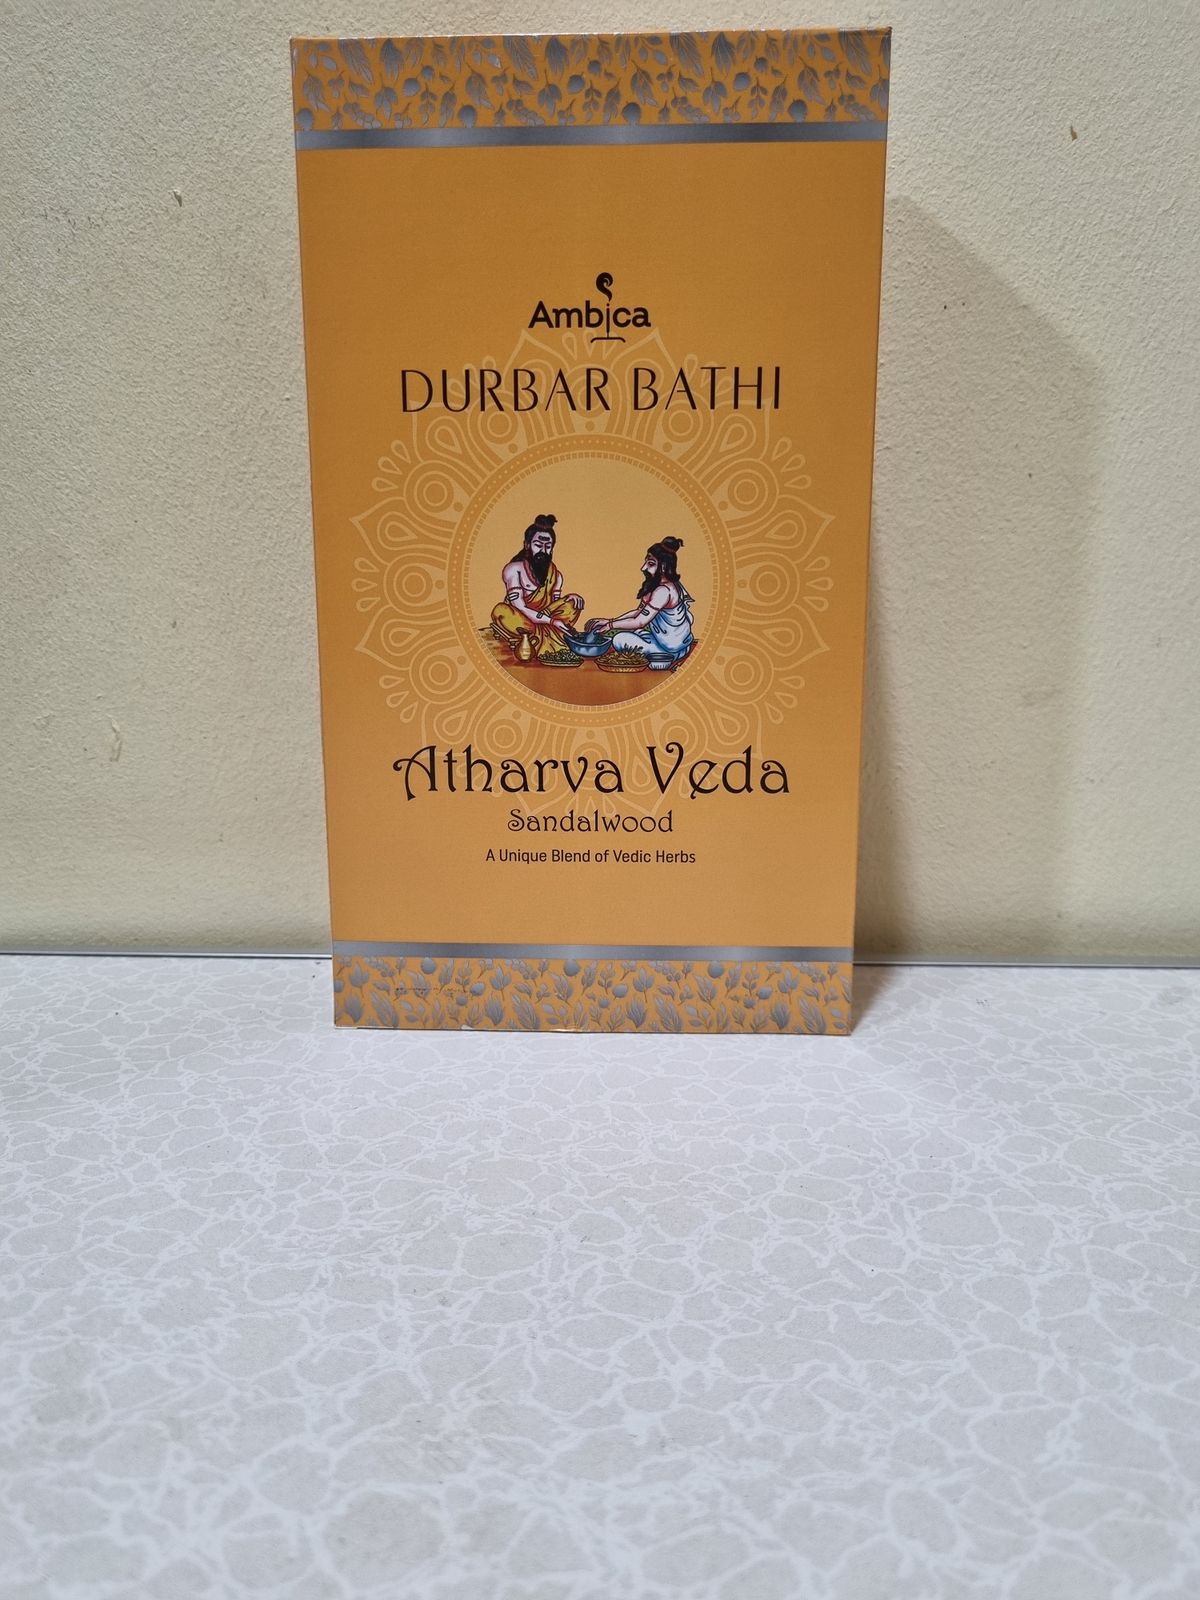 Ambica
DURBAR BATHI
Atharva Veda
Sandalwood
A Unique Blend of Vedic Herbs